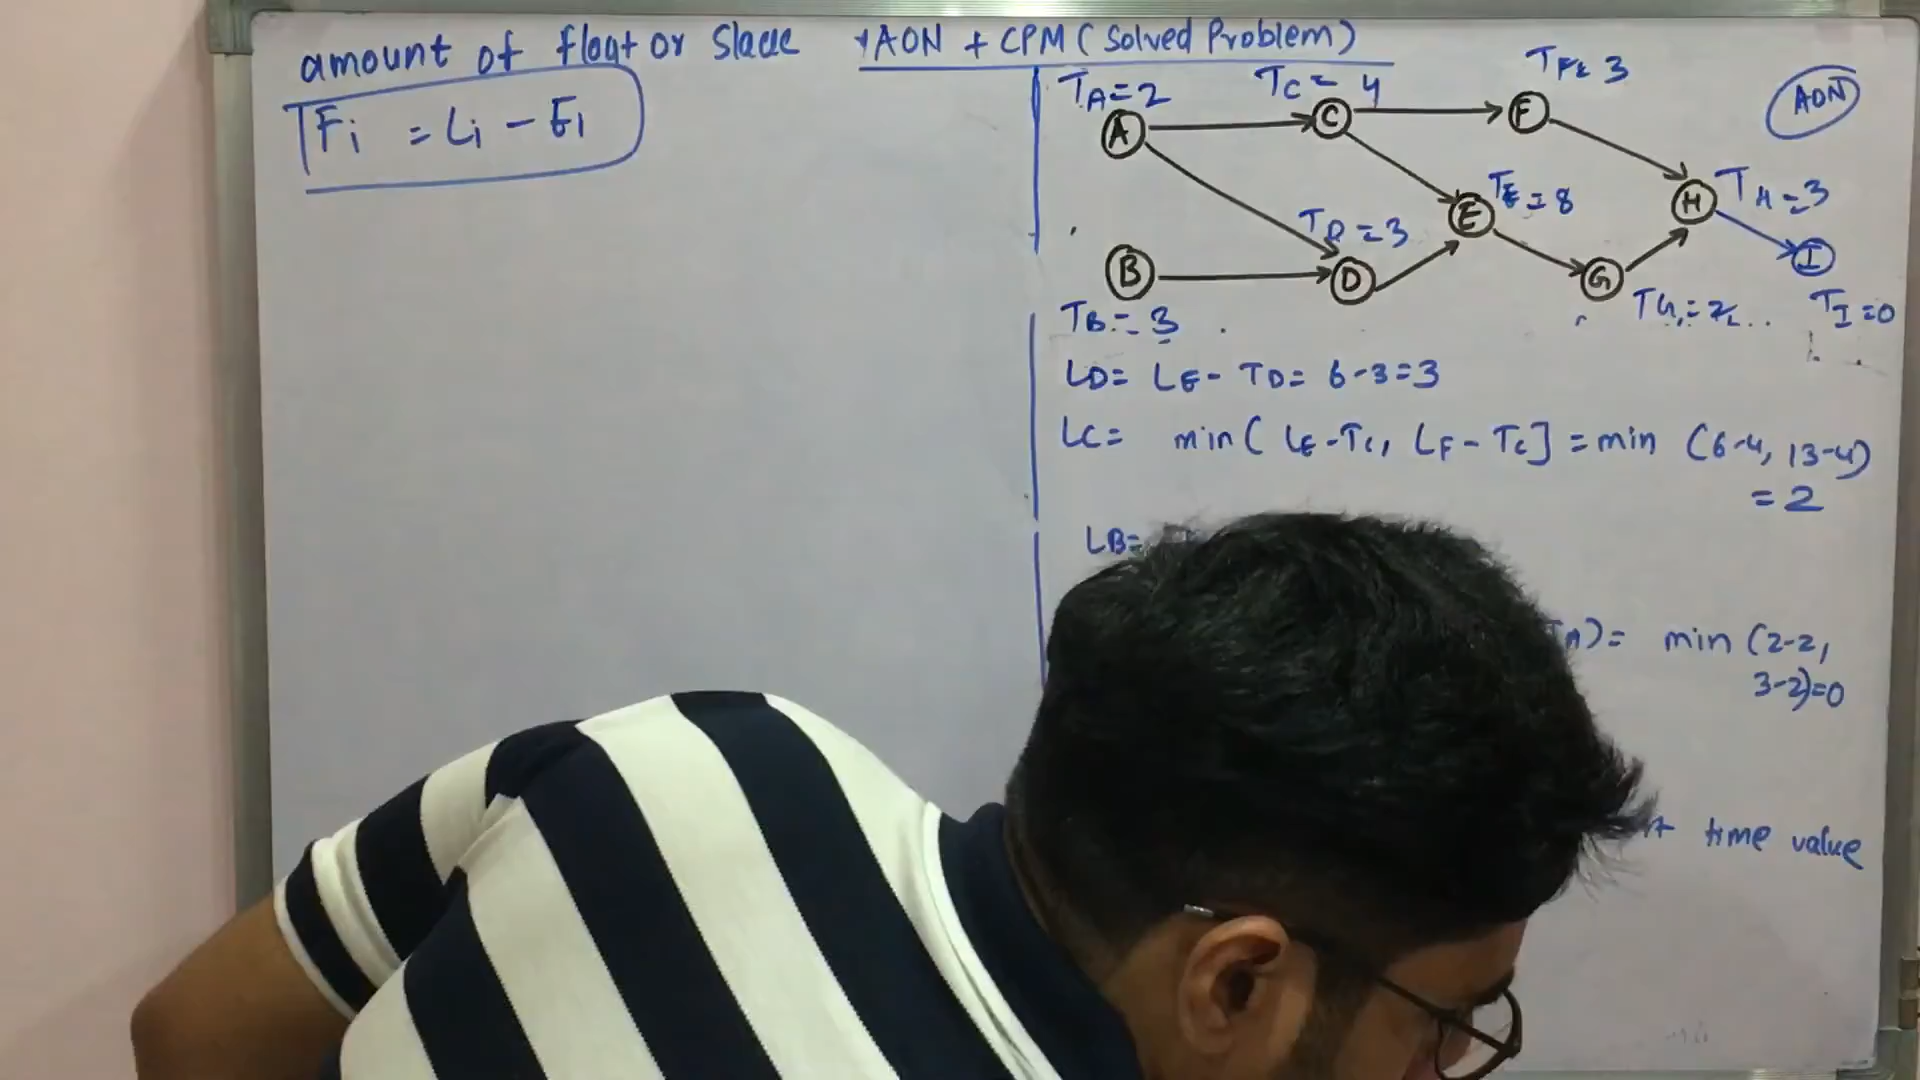 amount of float or Slack
TFi = Li - Ei
AON + CPM (Solved Problem)
AON
TA=2
TC= 4
TF= 3
A
C
F
TE=8
TH=3
E
H
TD=3
I
B
D
G
TB= 3
TG=2
TI=0
LD= LE- TD= 6-3=3
LC= min( LE-TC, LF-TC] = min (6-4, 13-4)
= 2
LB=
A)= min (2-2,
3-2)=0
time value